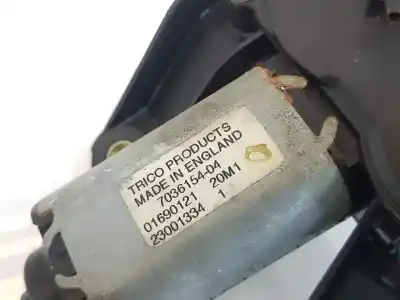 TRICO PRODUCTS
MADE IN ENGLAND
7036154-04
01690121 20M1
23001334 1